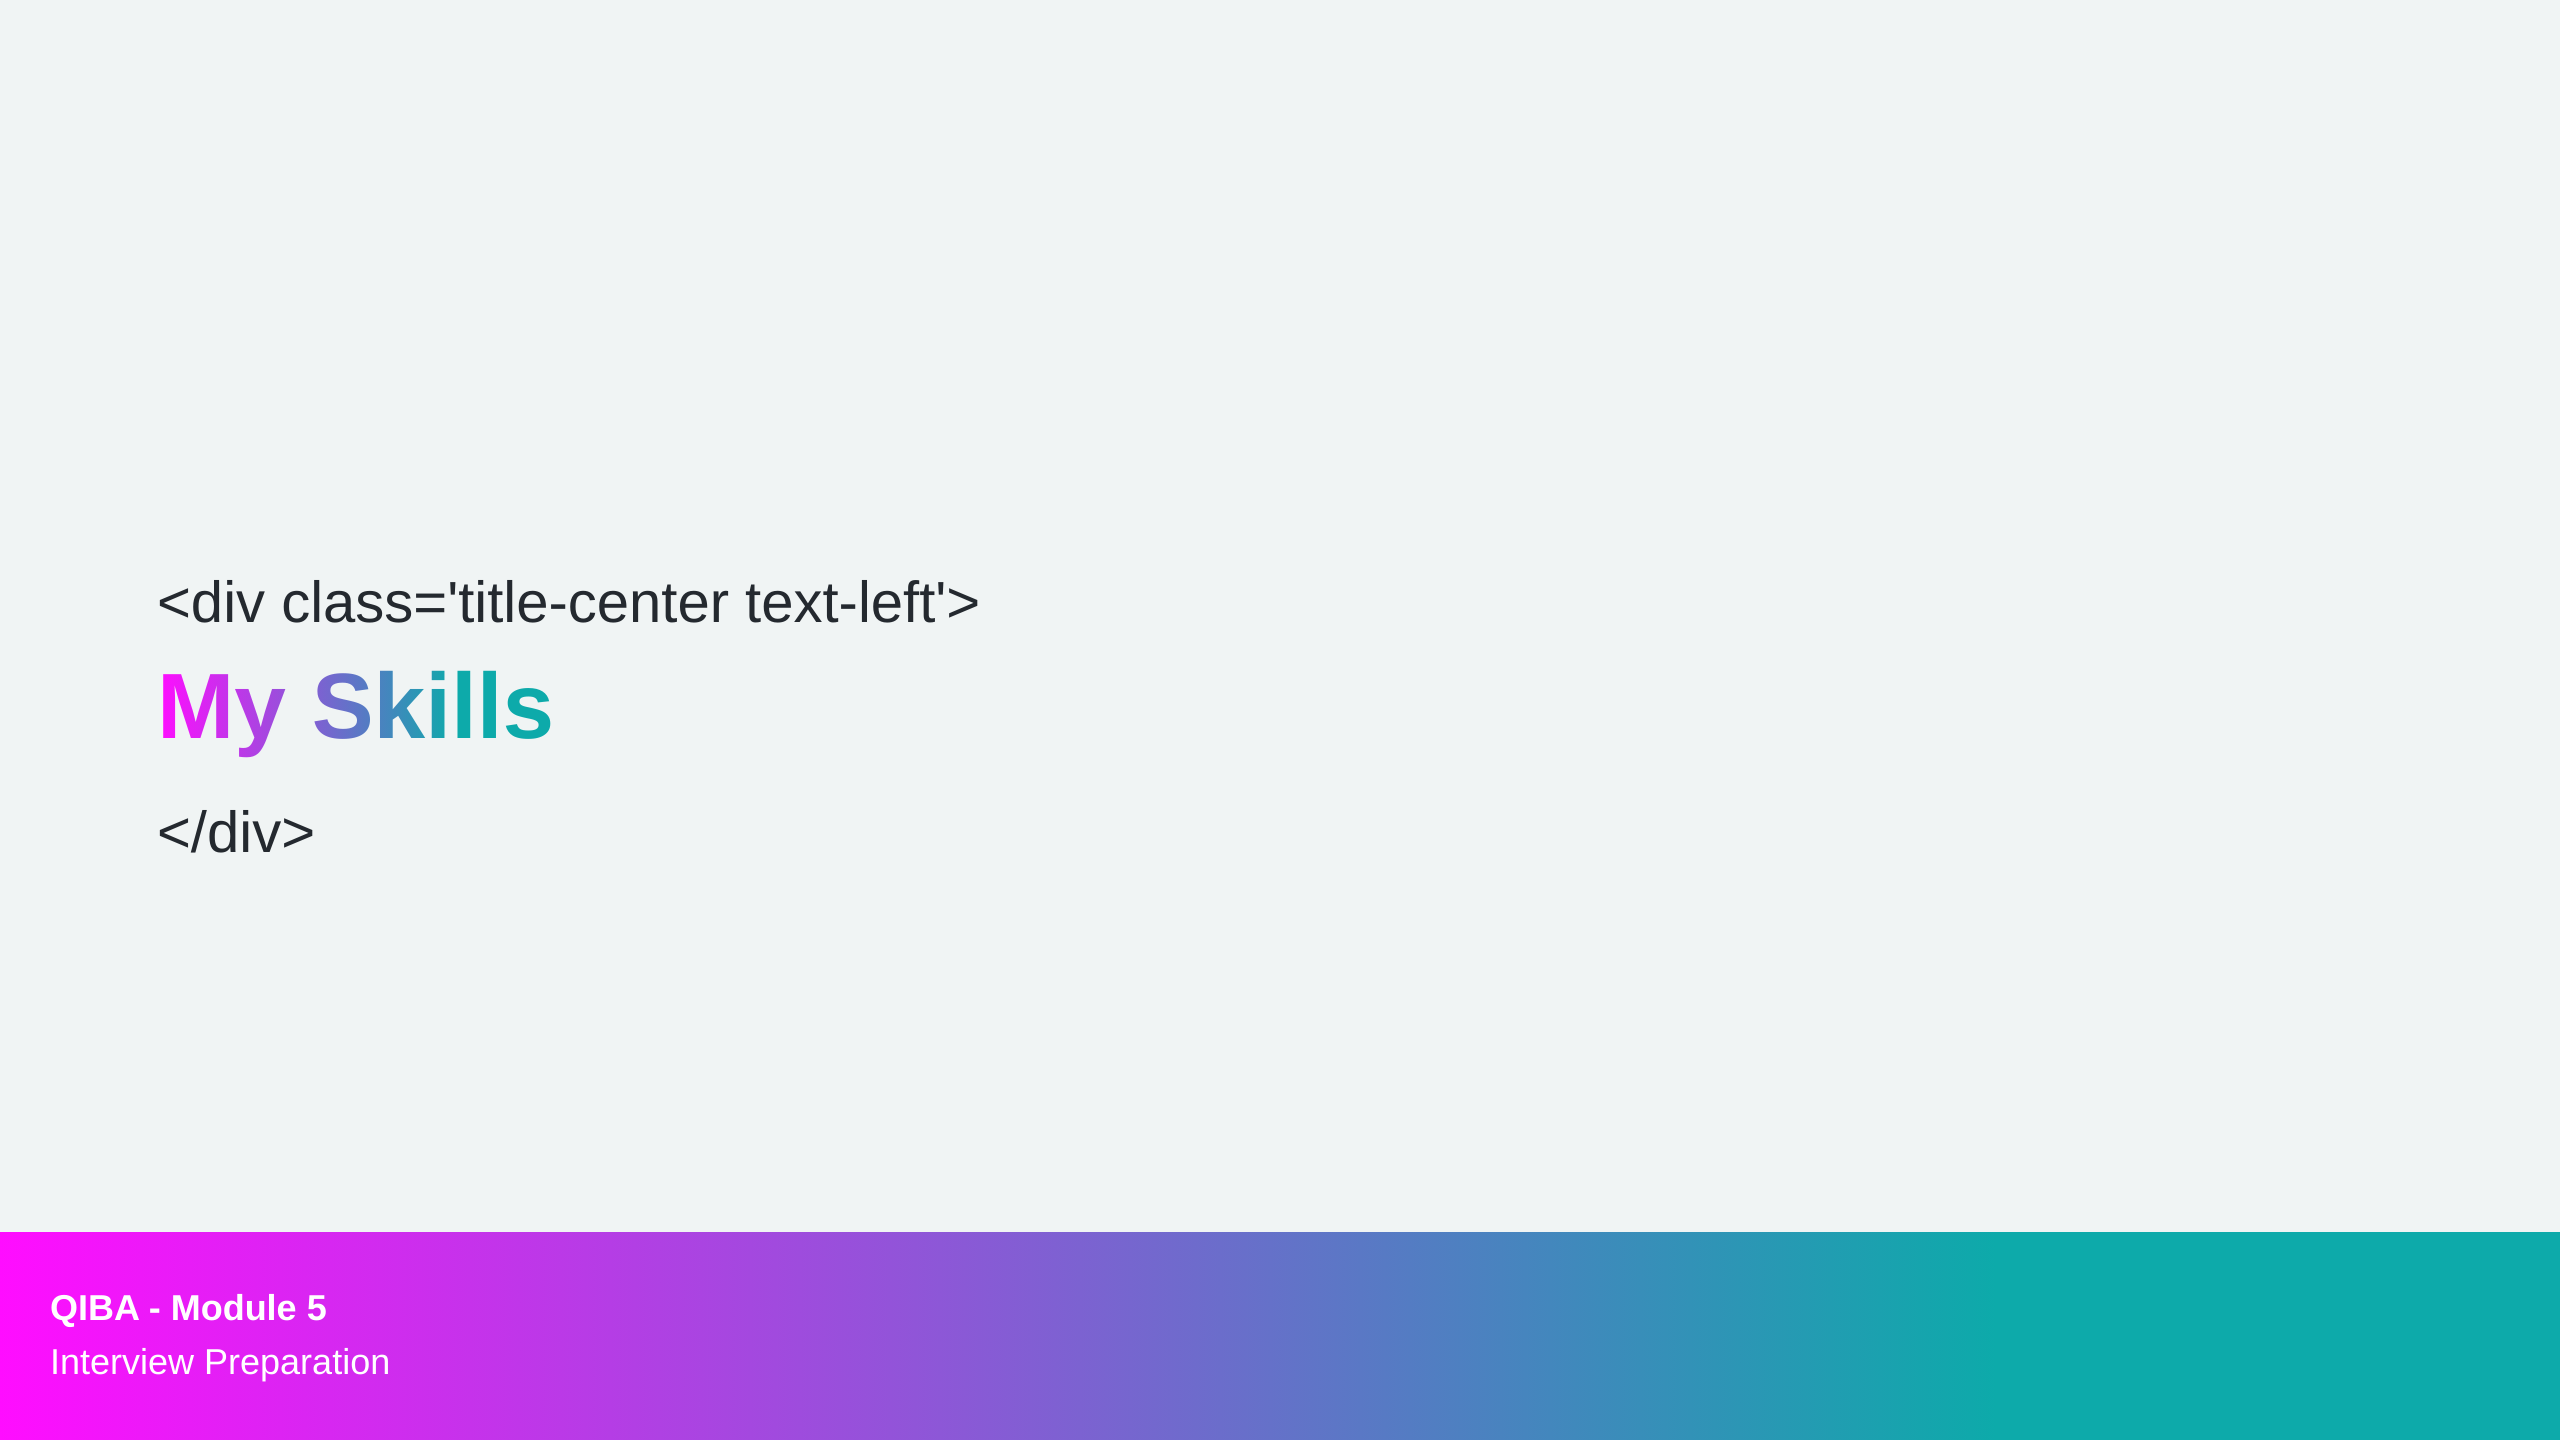 <div class='title-center text-left'>
My Skills
</div>
QIBA - Module 5
Interview Preparation